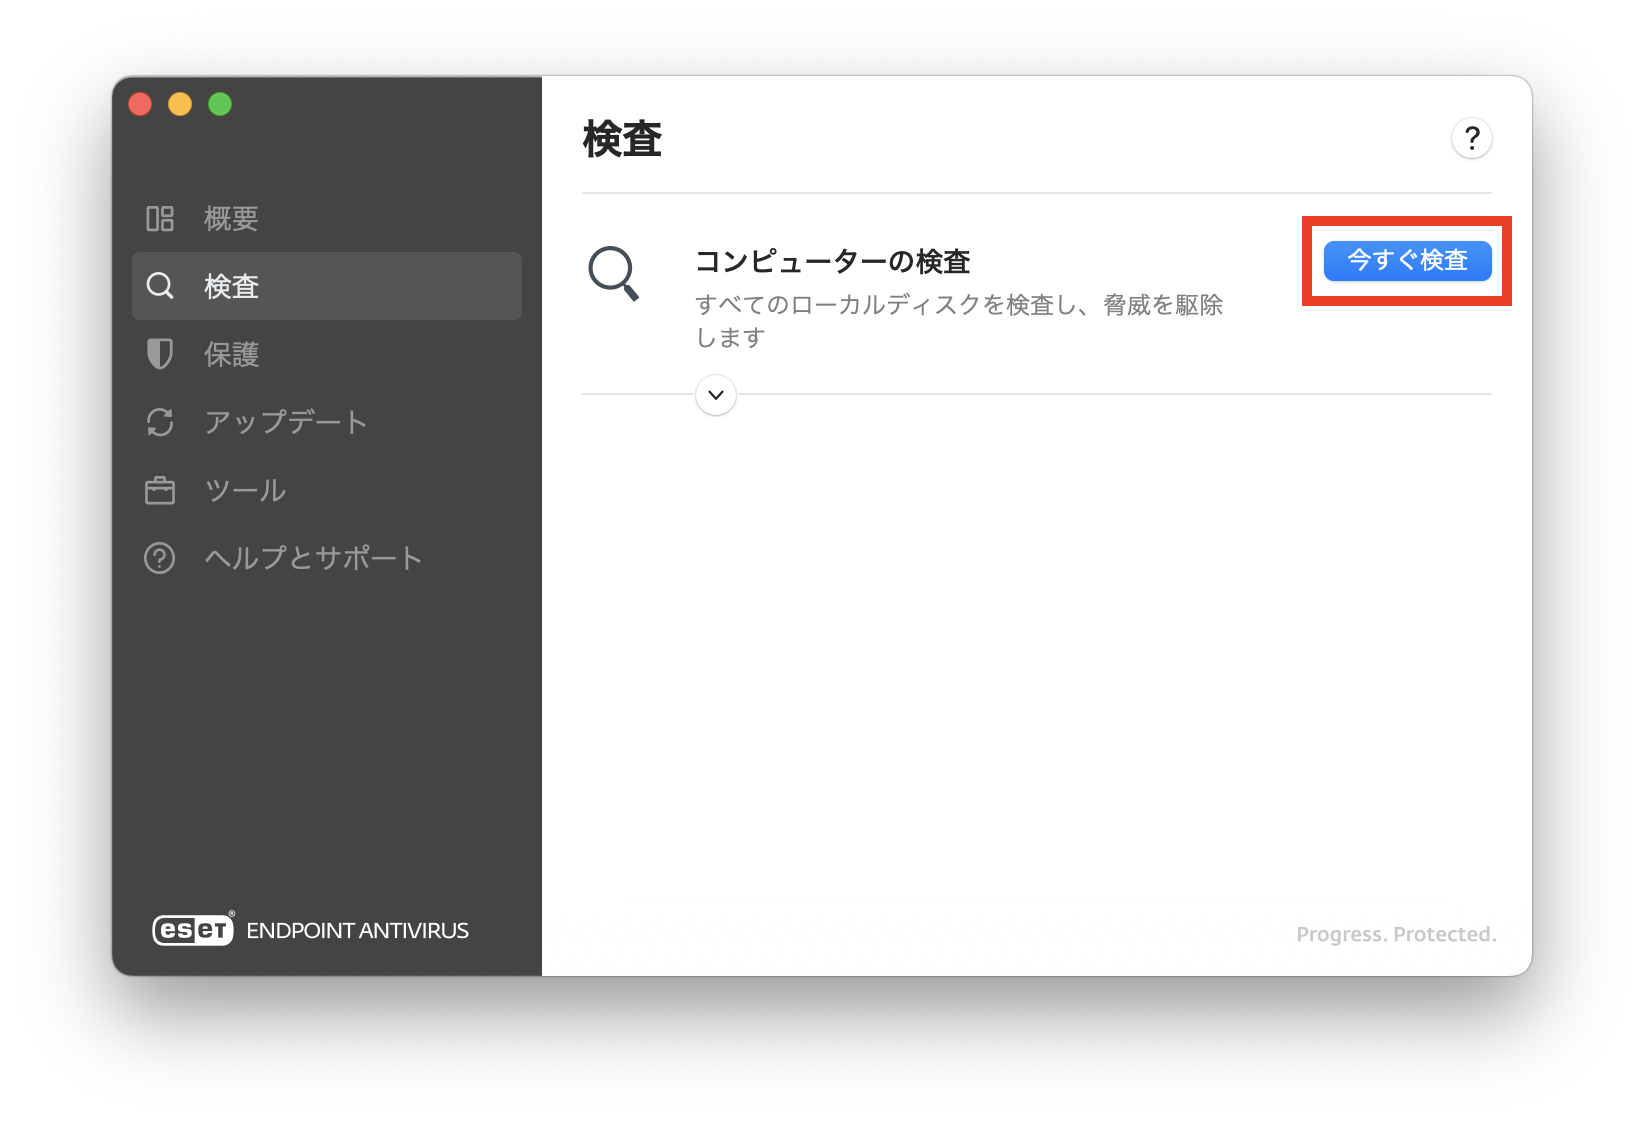 概要
検査
保護
アップデート
ツール
ヘルプとサポート
eseT® ENDPOINT ANTIVIRUS
検査
?
コンピューターの検査
今すぐ検査
すべてのローカルディスクを検査し、脅威を駆除
します
Progress. Protected.